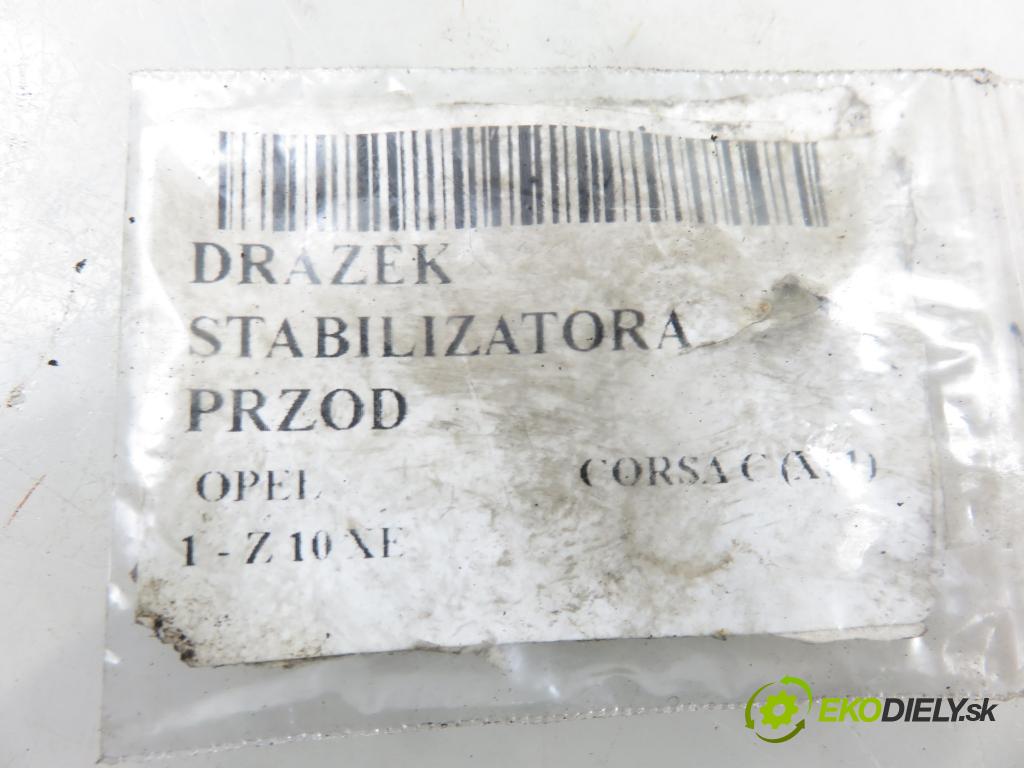 DRAZEK
STABILIZATORA
PRZOD
OPEL CORSA C
1 - Z 10 XE
EKODIELY.sk